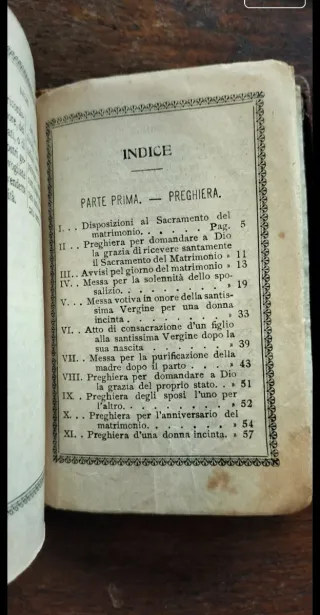 INDICE
PARTE PRIMA. — PREGHIERA.
I. . . Disposizioni al Sacramento del
matrimonio. . . . . . . Pag. 5
II . . Preghiera per domandare a Dio
la grazia di ricevere santamente
il Sacramento del Matrimonio » 11
III. . Avvisi pel giorno del matrimonio » 13
IV. . Messa per la solennità dello spo-
salizio. . . . . . . . . . » 19
V. . . Messa votiva in onore della santis-
sima Vergine per una donna
incinta . . . . . . . . . » 33
VI. . Atto di consacrazione d'un figlio
alla santissima Vergine dopo la
sua nascita . . . . . . . » 39
VII. . Messa per la purificazione della
madre dopo il parto . . . . » 43
VIII. Preghiera per domandare a Dio
la grazia del proprio stato. . » 51
IX. . Preghiera degli sposi l'uno per
l'altro. . . . . . . . . . » 52
X. . . Preghiera per l'anniversario del
matrimonio. . . . . . . . » 54
XI. . Preghiera d'una donna incinta. » 57